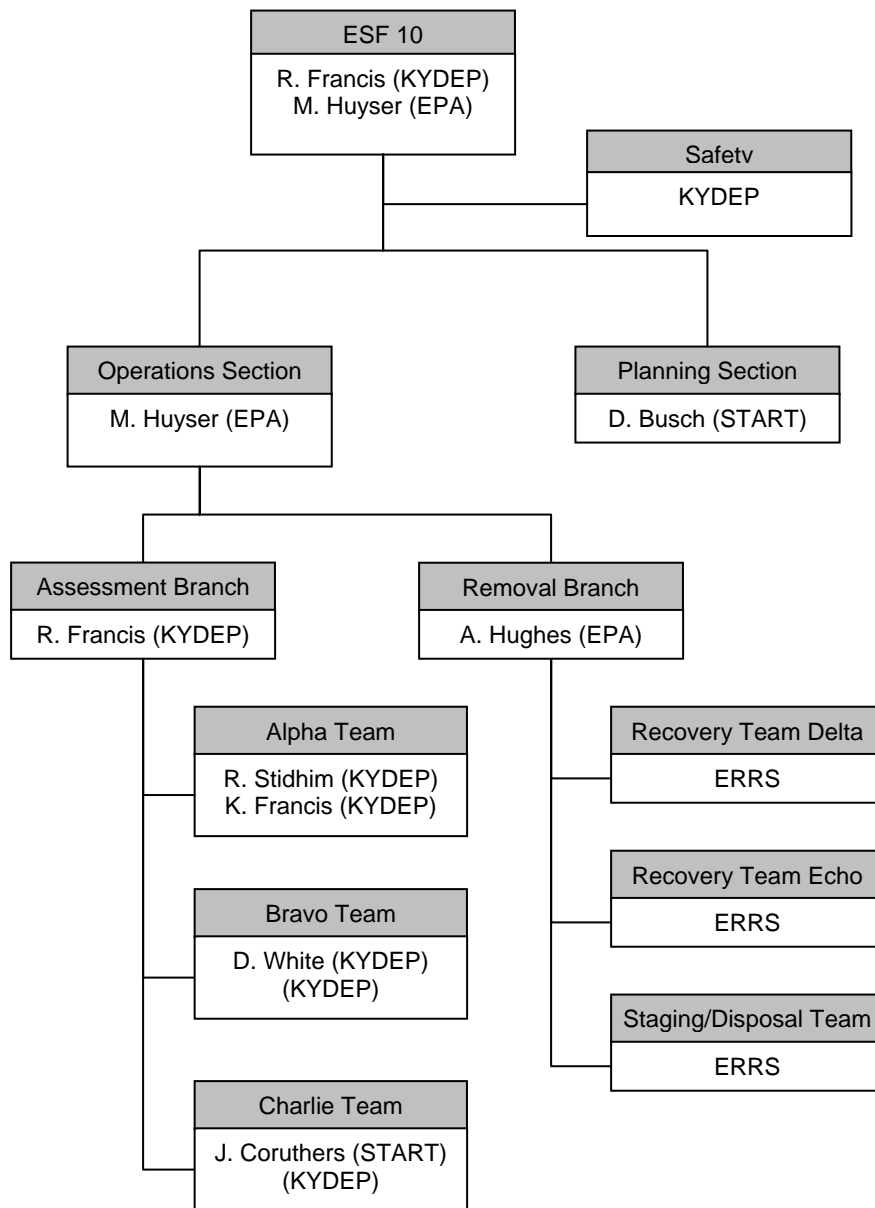 ESF 10
R. Francis (KYDEP)
M. Huyser (EPA)
Safetv
KYDEP
Operations Section
M. Huyser (EPA)
Planning Section
D. Busch (START)
Assessment Branch
R. Francis (KYDEP)
Removal Branch
A. Hughes (EPA)
Alpha Team
R. Stidhim (KYDEP)
K. Francis (KYDEP)
Bravo Team
D. White (KYDEP)
(KYDEP)
Charlie Team
J. Coruthers (START)
(KYDEP)
Recovery Team Delta
ERRS
Recovery Team Echo
ERRS
Staging/Disposal Team
ERRS